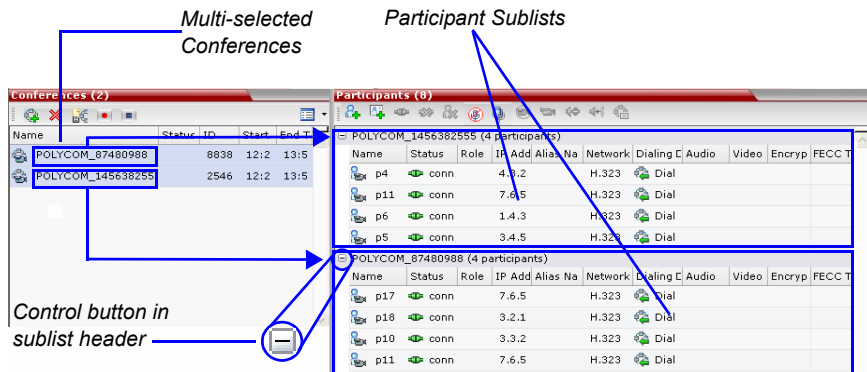 Multi-selected
Conferences
Participant Sublists
Conferences (2)
Name Status ID Start End T
POLYCOM_87480988 8838 12:2 13:5
POLYCOM_145638255 2546 12:2 13:5
Participants (8)
POLYCOM_1456382555 (4 participants)
Name Status Role IP Add Alias Na Network Dialing D Audio Video Encryp FECC T
p4 conn 4.3.2 H.323 Dial
p11 conn 7.6.5 H.323 Dial
p6 conn 1.4.3 H.323 Dial
p5 conn 3.4.5 H.323 Dial
POLYCOM_87480988 (4 participants)
Name Status Role IP Add Alias Na Network Dialing D Audio Video Encryp FECC T
p17 conn 7.6.5 H.323 Dial
p18 conn 3.2.1 H.323 Dial
p10 conn 3.3.2 H.323 Dial
p11 conn 7.6.5 H.323 Dial
Control button in
sublist header